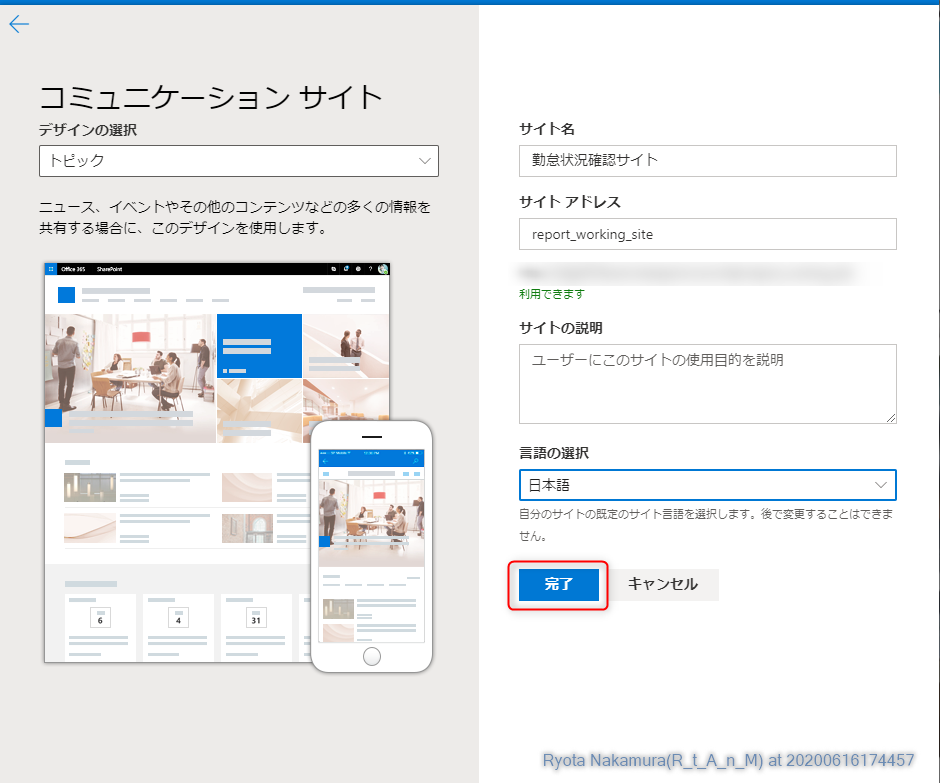 コミュニケーション サイト
デザインの選択
トピック
ニュース、イベントやその他のコンテンツなどの多くの情報を
共有する場合に、このデザインを使用します。
Office 365 SharePoint
?
6 4 31
サイト名
勤怠状況確認サイト
サイト アドレス
report_working_site
利用できます
サイトの説明
ユーザーにこのサイトの使用目的を説明
言語の選択
日本語
自分のサイトの既定のサイト言語を選択します。後で変更することはできま
せん。
完了 キャンセル
Ryota Nakamura(R_t_A_n_M) at 20200616174457